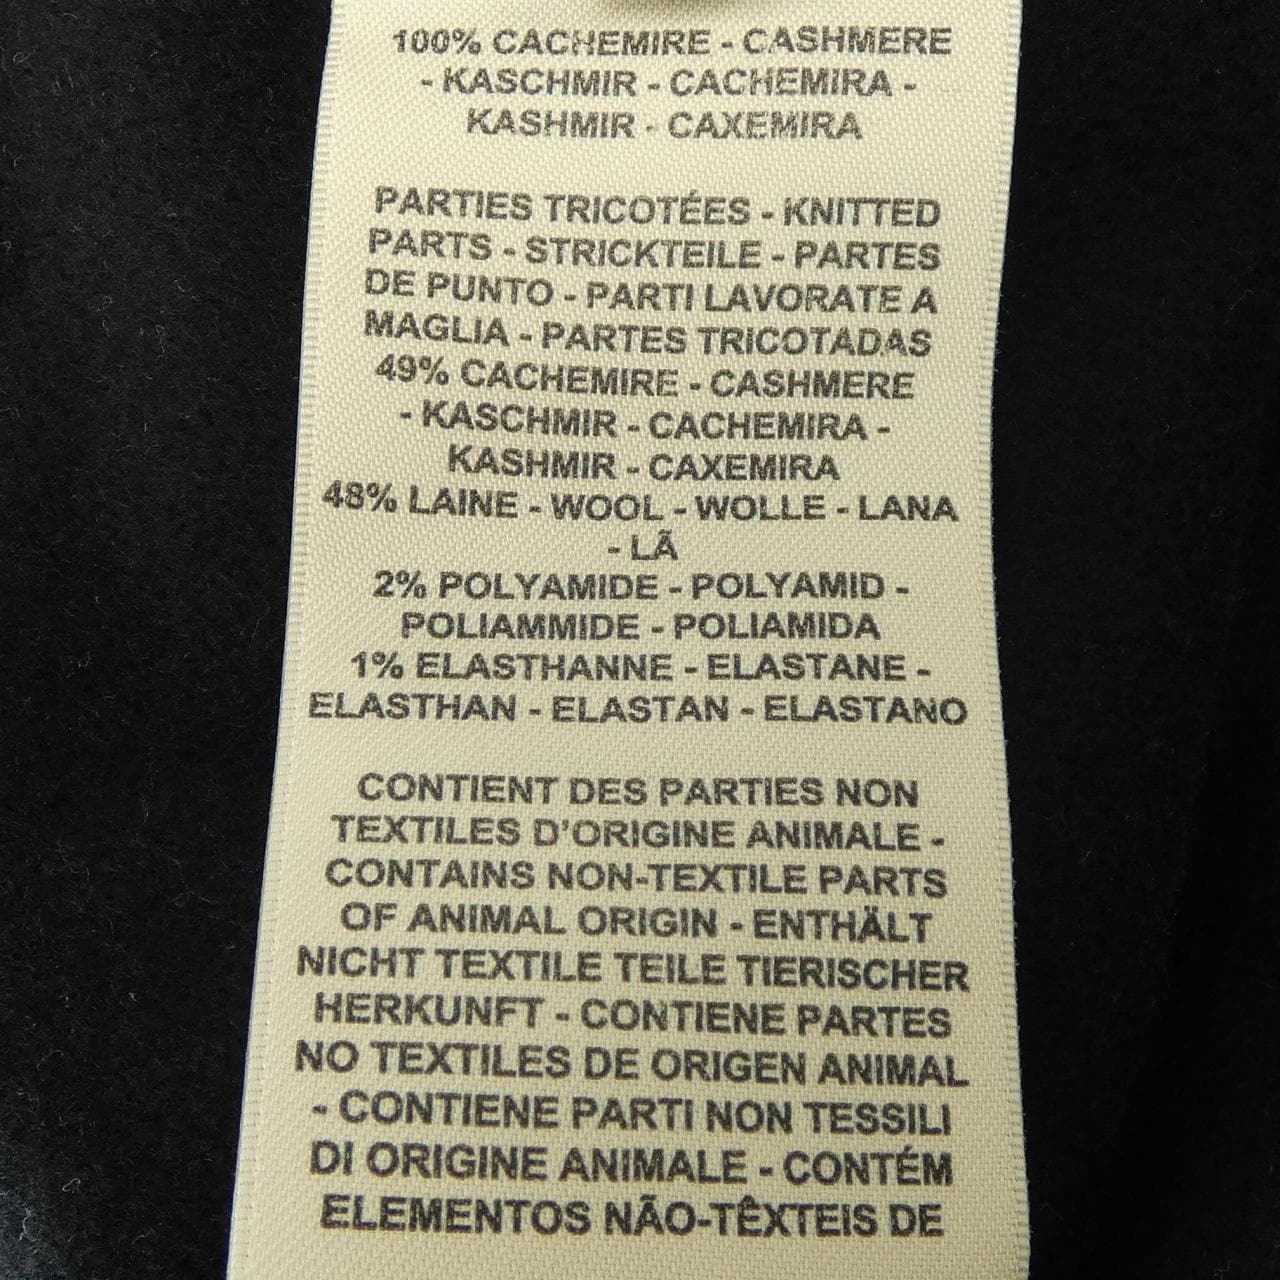 100% CACHEMIRE - CASHMERE
- KASCHMIR - CACHEMIRA -
KASHMIR - CAXEMIRA
PARTIES TRICOTÉES - KNITTED
PARTS - STRICKTEILE - PARTES
DE PUNTO - PARTI LAVORATE A
MAGLIA - PARTES TRICOTADAS
49% CACHEMIRE - CASHMERE
- KASCHMIR - CACHEMIRA -
KASHMIR - CAXEMIRA
48% LAINE - WOOL - WOLLE - LANA
- LÃ
2% POLYAMIDE - POLYAMID -
POLIAMMIDE - POLIAMIDA
1% ELASTHANNE - ELASTANE -
ELASTHAN - ELASTAN - ELASTANO
CONTIENT DES PARTIES NON
TEXTILES D'ORIGINE ANIMALE -
CONTAINS NON-TEXTILE PARTS
OF ANIMAL ORIGIN - ENTHÄLT
NICHT TEXTILE TEILE TIERISCHER
HERKUNFT - CONTIENE PARTES
NO TEXTILES DE ORIGEN ANIMAL
- CONTIENE PARTI NON TESSILI
DI ORIGINE ANIMALE - CONTÉM
ELEMENTOS NÃO-TÊXTEIS DE